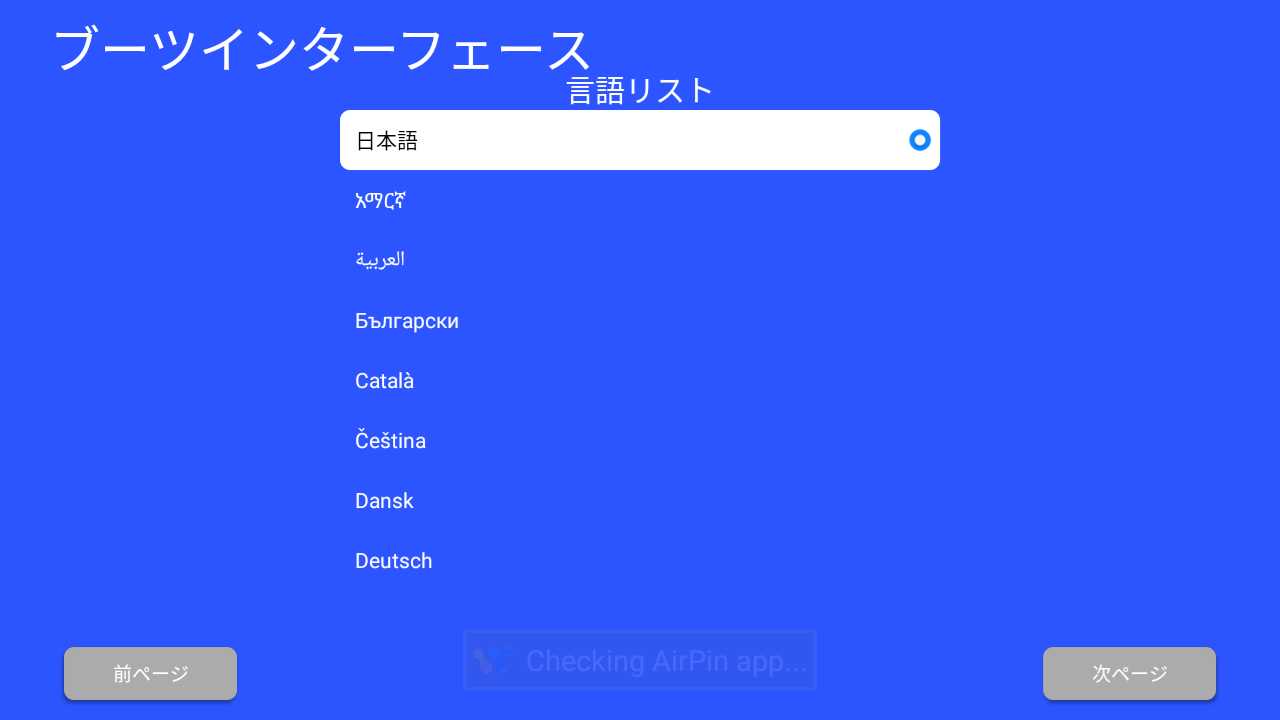 ブーツインターフェース
言語リスト
日本語
አማርኛ
العربية
Български
Català
Čeština
Dansk
Deutsch
Checking AirPin app...
前ページ
次ページ